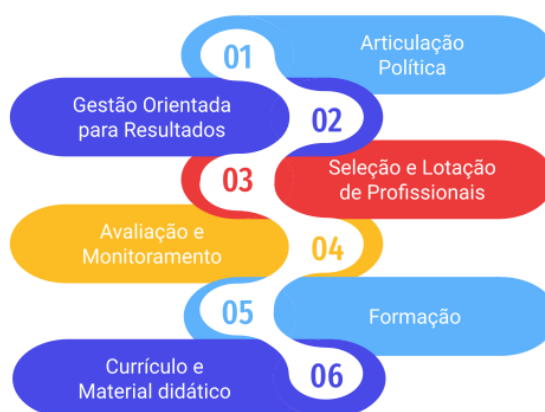 01
Articulação
Política
Gestão Orientada
para Resultados
02
03
Seleção e Lotação
de Profissionais
Avaliação e
Monitoramento
04
05
Formação
Currículo e
Material didático
06